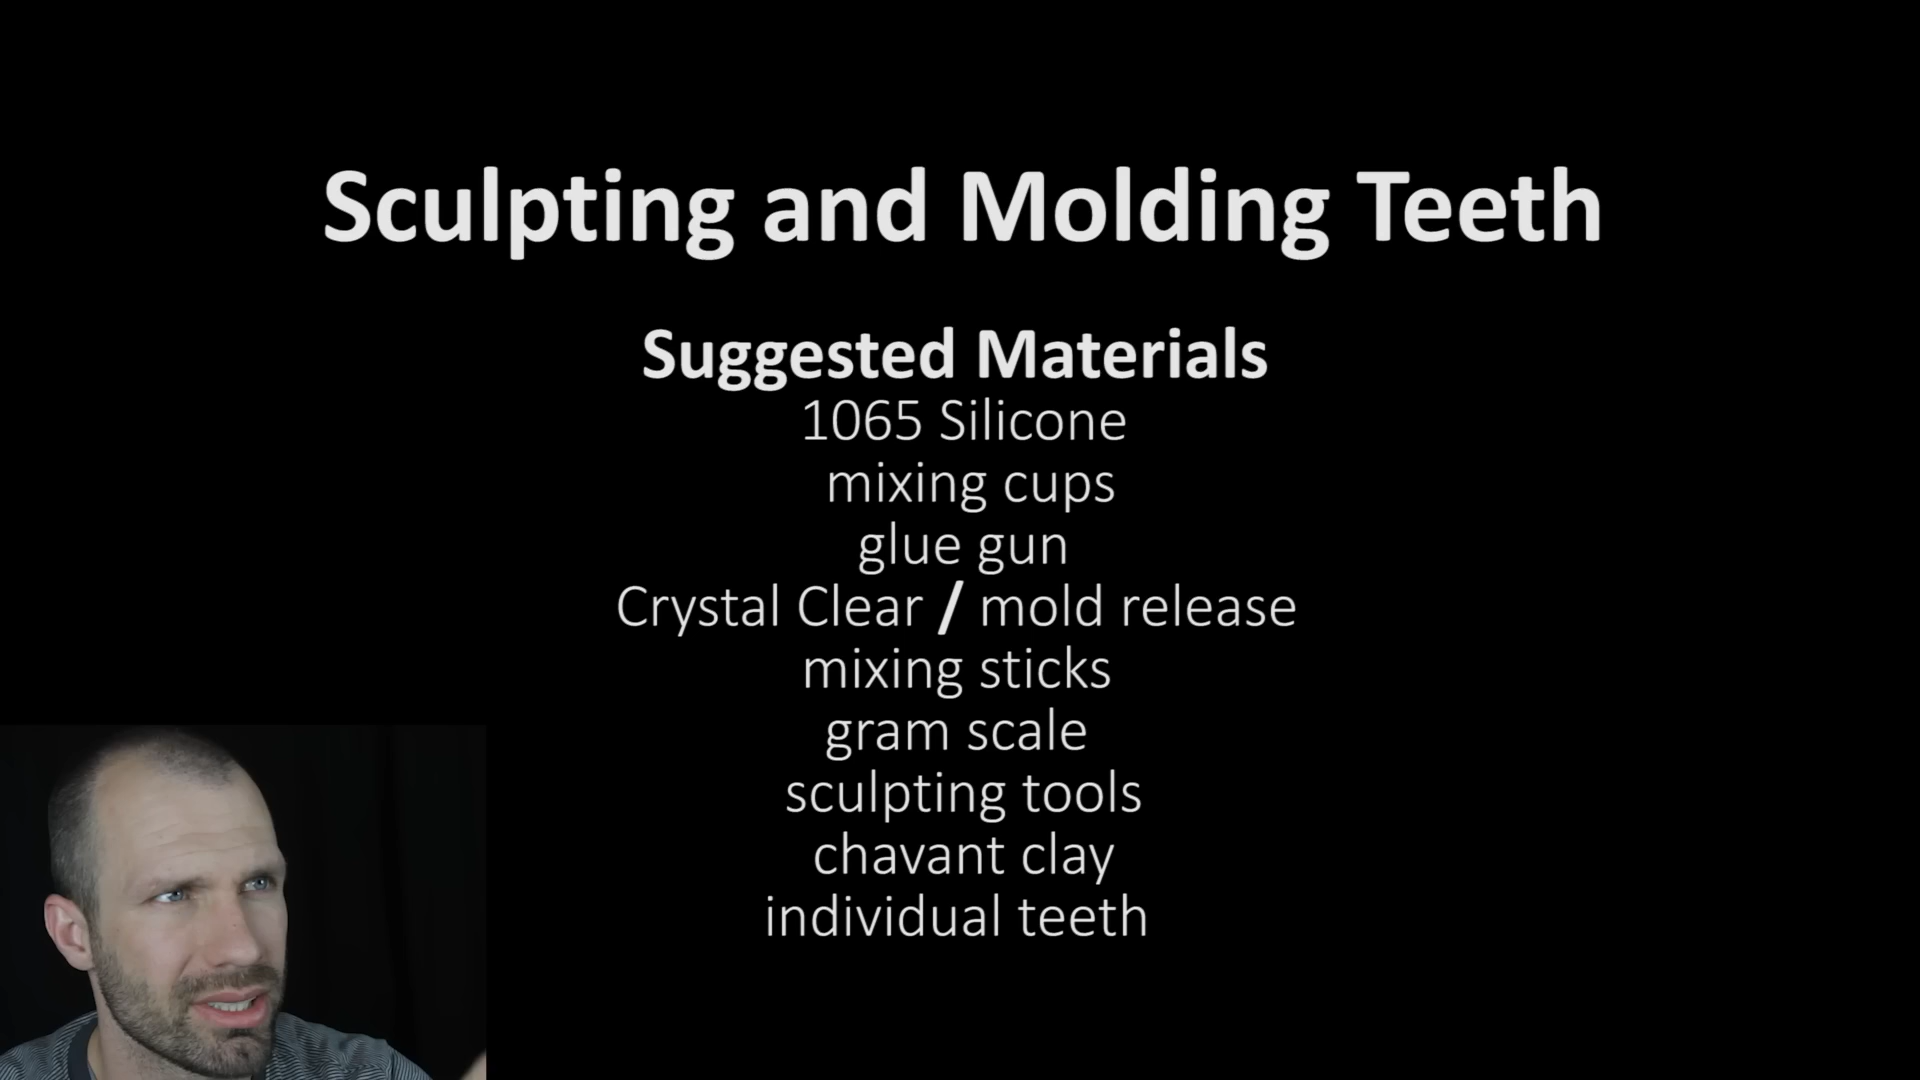 Sculpting and Molding Teeth
Suggested Materials
1065 Silicone
mixing cups
glue gun
Crystal Clear / mold release
mixing sticks
gram scale
sculpting tools
chavant clay
individual teeth